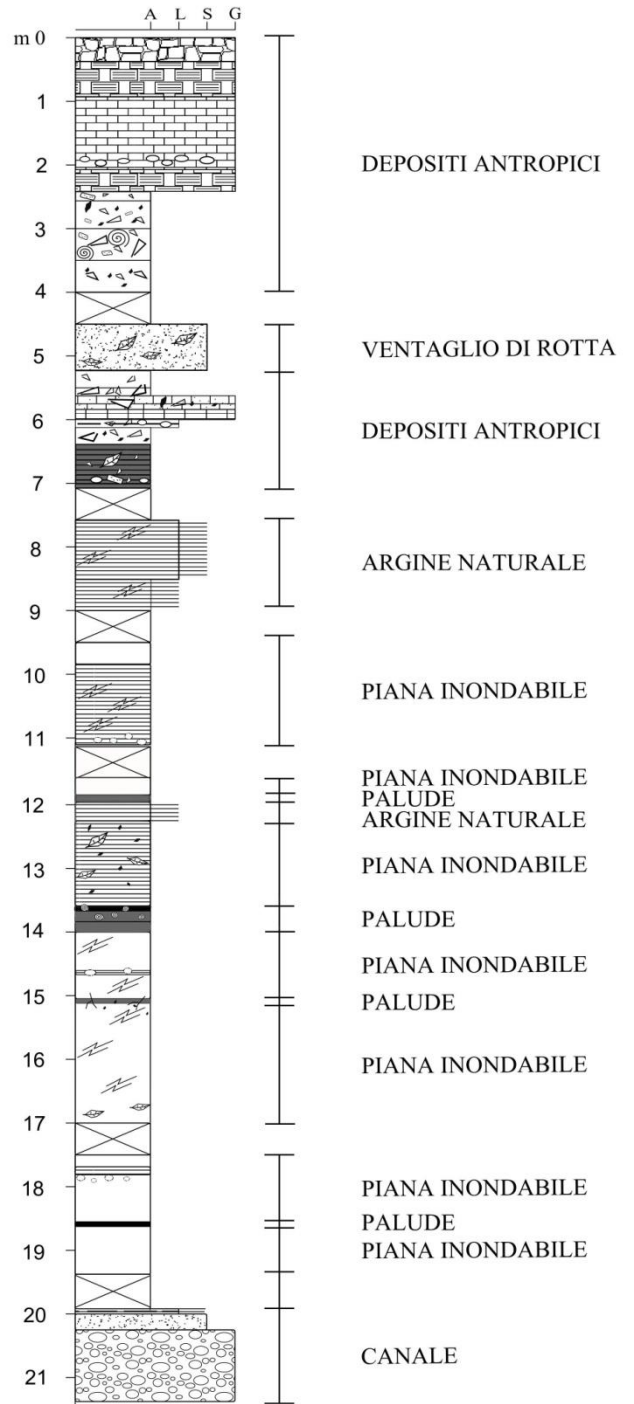 A L S G
m 0
1
2
DEPOSITI ANTROPICI
3
4
5
VENTAGLIO DI ROTTA
6
DEPOSITI ANTROPICI
7
8
ARGINE NATURALE
9
10
PIANA INONDABILE
11
PIANA INONDABILE
PALUDE
12
ARGINE NATURALE
13
PIANA INONDABILE
PALUDE
14
PIANA INONDABILE
15
PALUDE
16
PIANA INONDABILE
17
18
PIANA INONDABILE
PALUDE
19
PIANA INONDABILE
20
CANALE
21